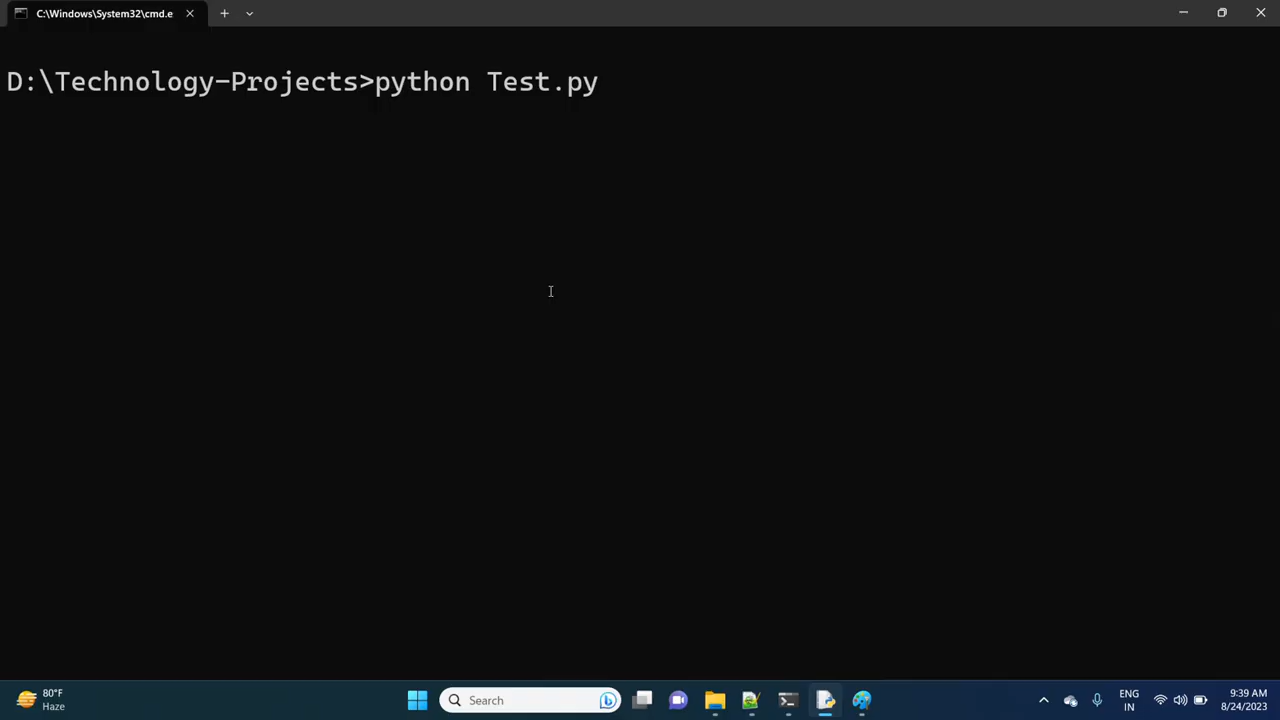 C:\Windows\System32\cmd.e
D:\Technology-Projects>python Test.py
80°F
Haze
Search
ENG
IN
9:39 AM
8/24/2023